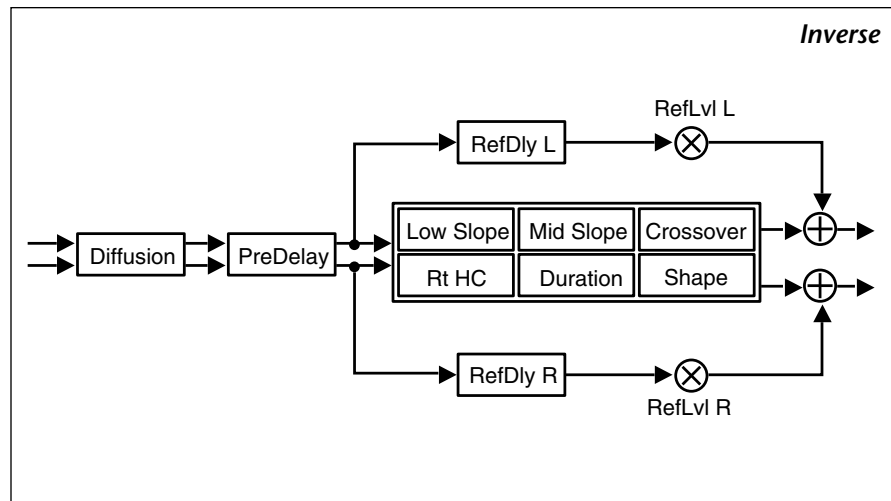 Inverse
RefLvl L
RefDly L
Low Slope
Mid Slope
Crossover
Diffusion
PreDelay
Rt HC
Duration
Shape
RefDly R
RefLvl R